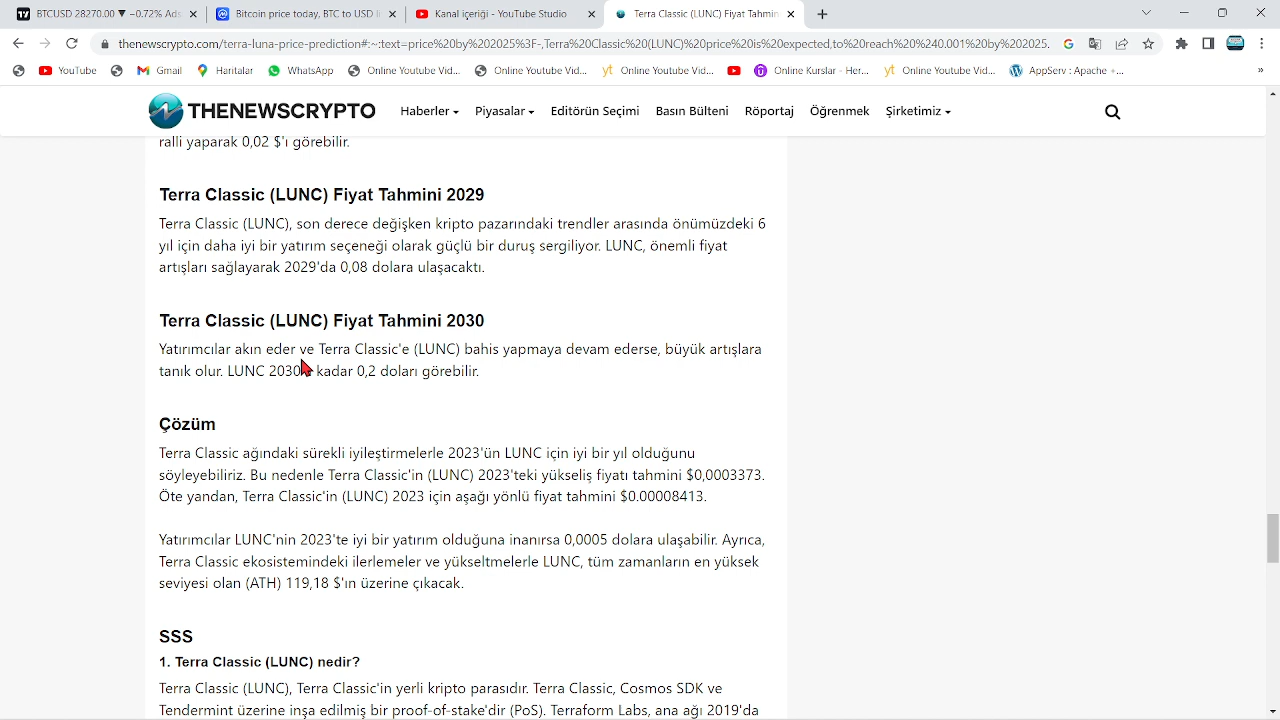 BTCUSD 28270.00 ▼ −0.72% Ad
Bitcoin price today, BTC to USD li
Kanal içeriği - YouTube Studio
Terra Classic (LUNC) Fiyat Tahmin
thenewscrypto.com/terra-luna-price-prediction#:~:text=price%20by%202025%3F-,Terra%20Classic%20(LUNC)%20price%20is%20expected,to%20reach%20%240.001%20by%202025.
YouTube
Gmail
Haritalar
WhatsApp
Online Youtube Vid...
Online Youtube Vid...
Online Youtube Vid...
Online Kurslar - Her...
Online Youtube Vid...
AppServ : Apache +...
»
THENEWSCRYPTO
Haberler
Piyasalar
Editörün Seçimi
Basın Bülteni
Röportaj
Öğrenmek
Şirketimiz
ralli yaparak 0,02 $'ı görebilir.
Terra Classic (LUNC) Fiyat Tahmini 2029
Terra Classic (LUNC), son derece değişken kripto pazarındaki trendler arasında önümüzdeki 6
yıl için daha iyi bir yatırım seçeneği olarak güçlü bir duruş sergiliyor. LUNC, önemli fiyat
artışları sağlayarak 2029'da 0,08 dolara ulaşacaktı.
Terra Classic (LUNC) Fiyat Tahmini 2030
Yatırımcılar akın eder ve Terra Classic'e (LUNC) bahis yapmaya devam ederse, büyük artışlara
tanık olur. LUNC 2030 kadar 0,2 doları görebilir.
Çözüm
Terra Classic ağındaki sürekli iyileştirmelerle 2023'ün LUNC için iyi bir yıl olduğunu
söyleyebiliriz. Bu nedenle Terra Classic'in (LUNC) 2023'teki yükseliş fiyatı tahmini $0,0003373.
Öte yandan, Terra Classic'in (LUNC) 2023 için aşağı yönlü fiyat tahmini $0.00008413.
Yatırımcılar LUNC'nin 2023'te iyi bir yatırım olduğuna inanırsa 0,0005 dolara ulaşabilir. Ayrıca,
Terra Classic ekosistemindeki ilerlemeler ve yükseltmelerle LUNC, tüm zamanların en yüksek
seviyesi olan (ATH) 119,18 $'ın üzerine çıkacak.
SSS
1. Terra Classic (LUNC) nedir?
Terra Classic (LUNC), Terra Classic'in yerli kripto parasıdır. Terra Classic, Cosmos SDK ve
Tendermint üzerine inşa edilmiş bir proof-of-stake'dir (PoS). Terraform Labs, ana ağı 2019'da